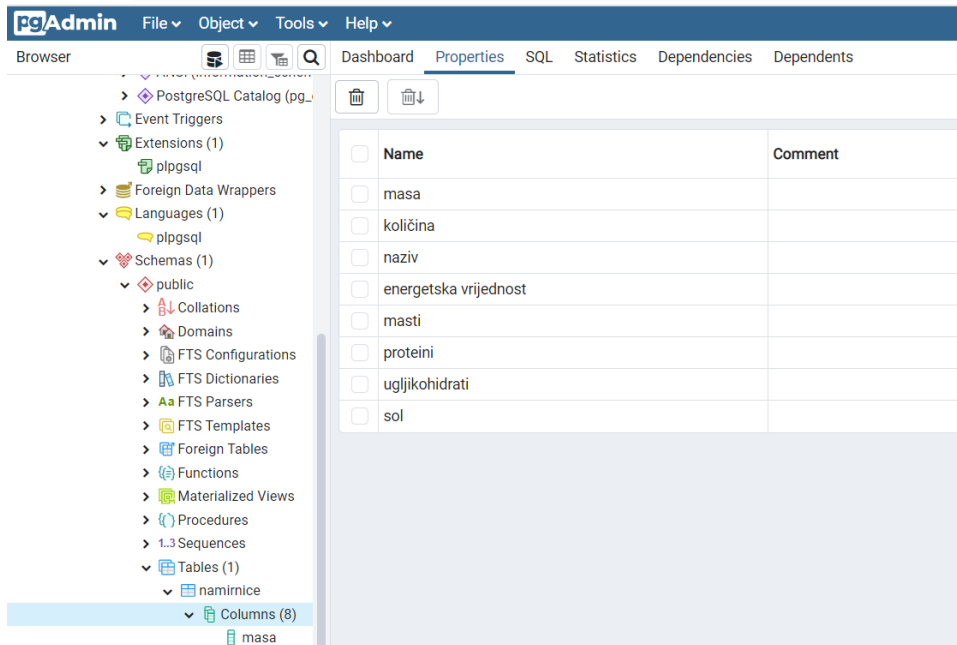 pgAdmin File Object Tools Help
Browser
Dashboard Properties SQL Statistics Dependencies Dependents
PostgreSQL Catalog (pg_
Event Triggers
Extensions (1)
plpgsql
Foreign Data Wrappers
Languages (1)
plpgsql
Schemas (1)
public
Collations
Domains
FTS Configurations
FTS Dictionaries
Aa FTS Parsers
FTS Templates
Foreign Tables
Functions
Materialized Views
Procedures
1..3 Sequences
Tables (1)
namirnice
Columns (8)
masa
Name Comment
masa
količina
naziv
energetska vrijednost
masti
proteini
ugljikohidrati
sol